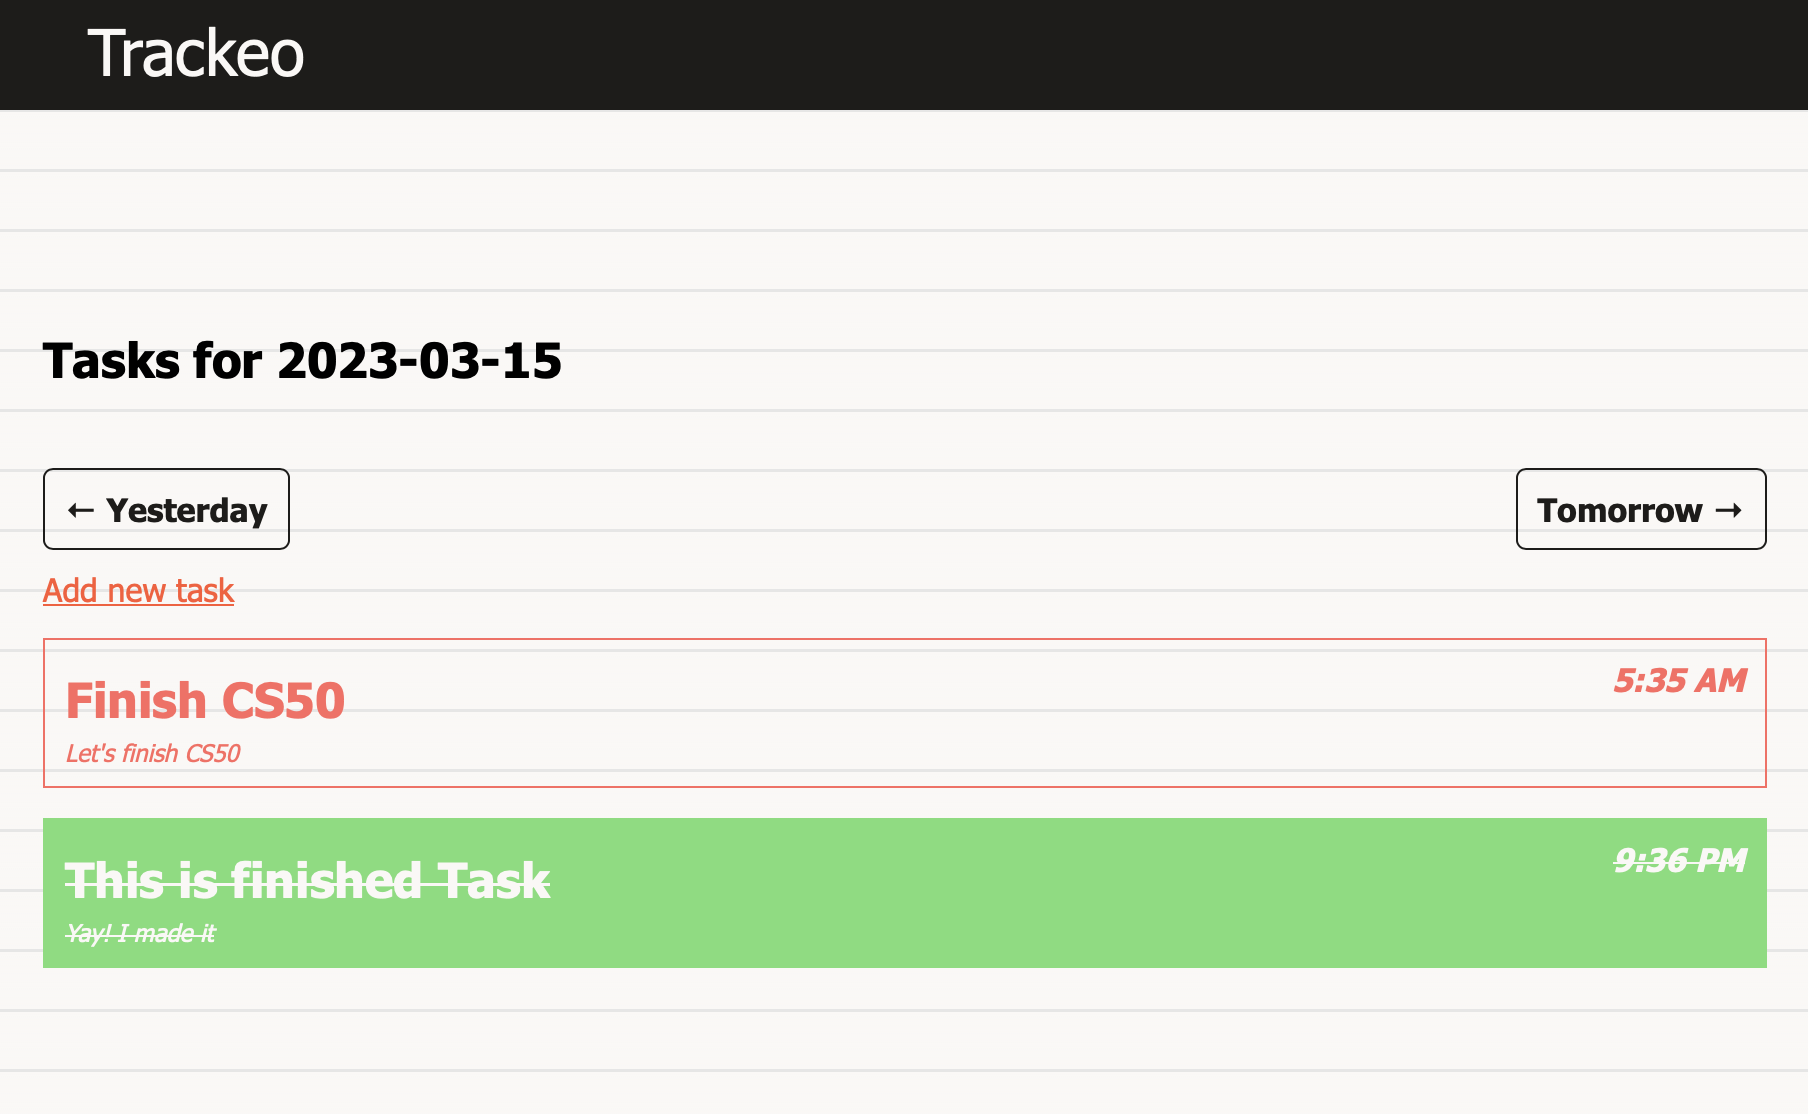 Trackeo
Tasks for 2023-03-15
← Yesterday
Tomorrow →
Add new task
Finish CS50
5:35 AM
Let's finish CS50
This is finished Task
9:36 PM
Yay! I made it